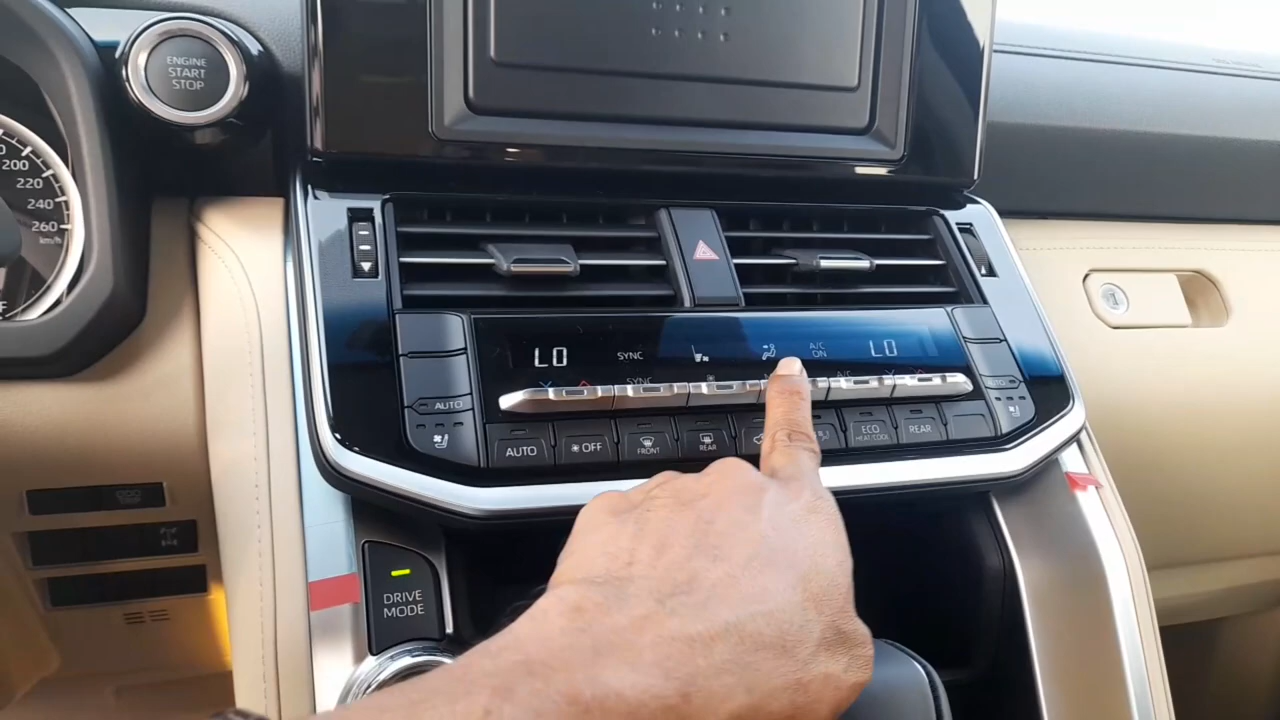 ENGINE
START
STOP
200
220
240
260
km/h
F
LO
SYNC
A/C
ON
LO
SYNC
A/C
AUTO
AUTO
AUTO
OFF
FRONT
REAR
ECO
HEAT/COOL
REAR
DRIVE
MODE